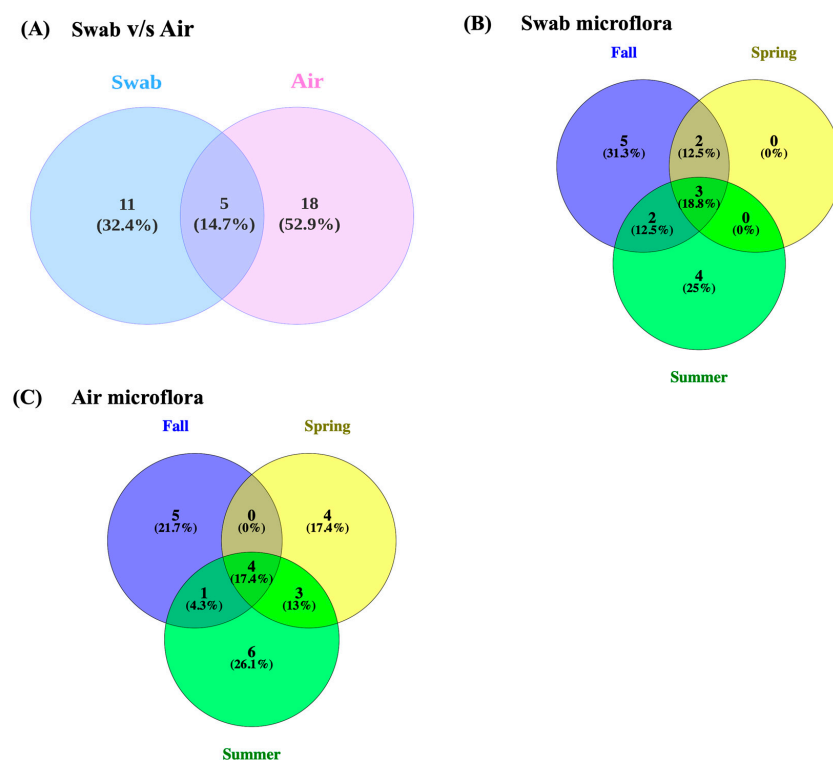 (A) Swab v/s Air
Swab Air
11 5 18
(32.4%) (14.7%) (52.9%)
(B) Swab microflora
Fall Spring
5 2 0
(31.3%) (12.5%) (0%)
3
(18.8%)
2 0
(12.5%) (0%)
4
(25%)
Summer
(C) Air microflora
Fall Spring
5 0 4
(21.7%) (0%) (17.4%)
4
(17.4%)
1 3
(4.3%) (13%)
6
(26.1%)
Summer